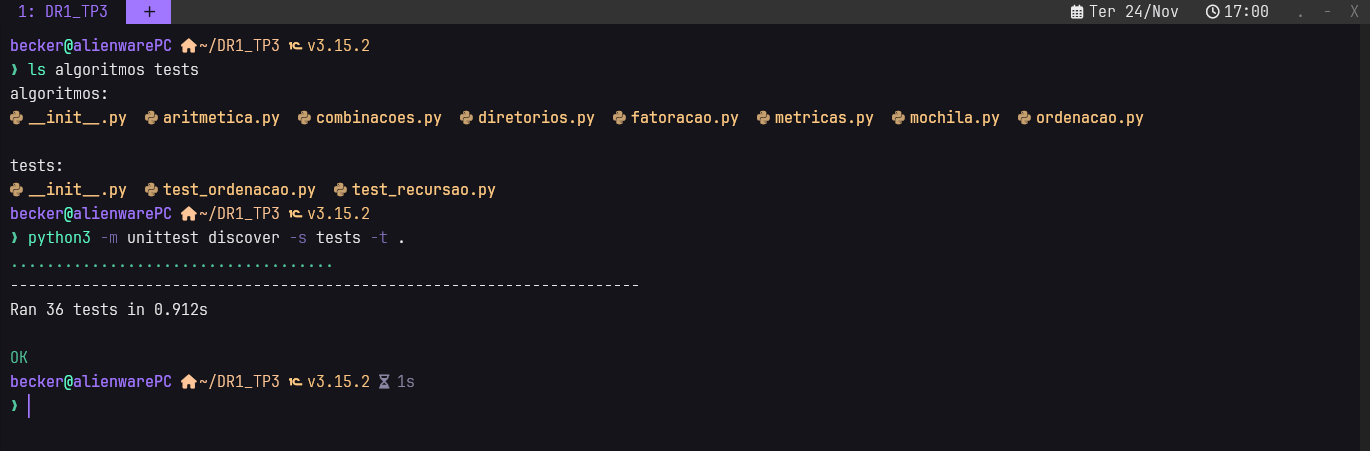 1: DR1_TP3 + Ter 24/Nov 17:00 . - X
becker@alienwarePC ~/DR1_TP3 v3.15.2
❯ ls algoritmos tests
algoritmos:
__init__.py aritmetica.py combinacoes.py diretorios.py fatoracao.py metricas.py mochila.py ordenacao.py
tests:
__init__.py test_ordenacao.py test_recursao.py
becker@alienwarePC ~/DR1_TP3 v3.15.2
❯ python3 -m unittest discover -s tests -t .
....................................
----------------------------------------------------------------------
Ran 36 tests in 0.912s
OK
becker@alienwarePC ~/DR1_TP3 v3.15.2 1s
❯